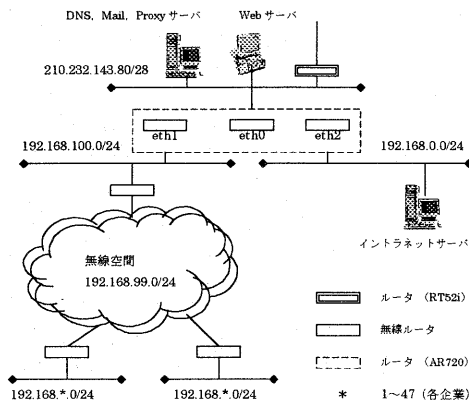 DNS, Mail, Proxy サーバ
Web サーバ
210.232.143.80/28
eth1
eth0
eth2
192.168.100.0/24
192.168.0.0/24
イントラネットサーバ
無線空間
192.168.99.0/24
ルータ (RT52i)
無線ルータ
ルータ (AR720)
192.168.*.0/24
192.168.*.0/24
* 1～47 (各企業)